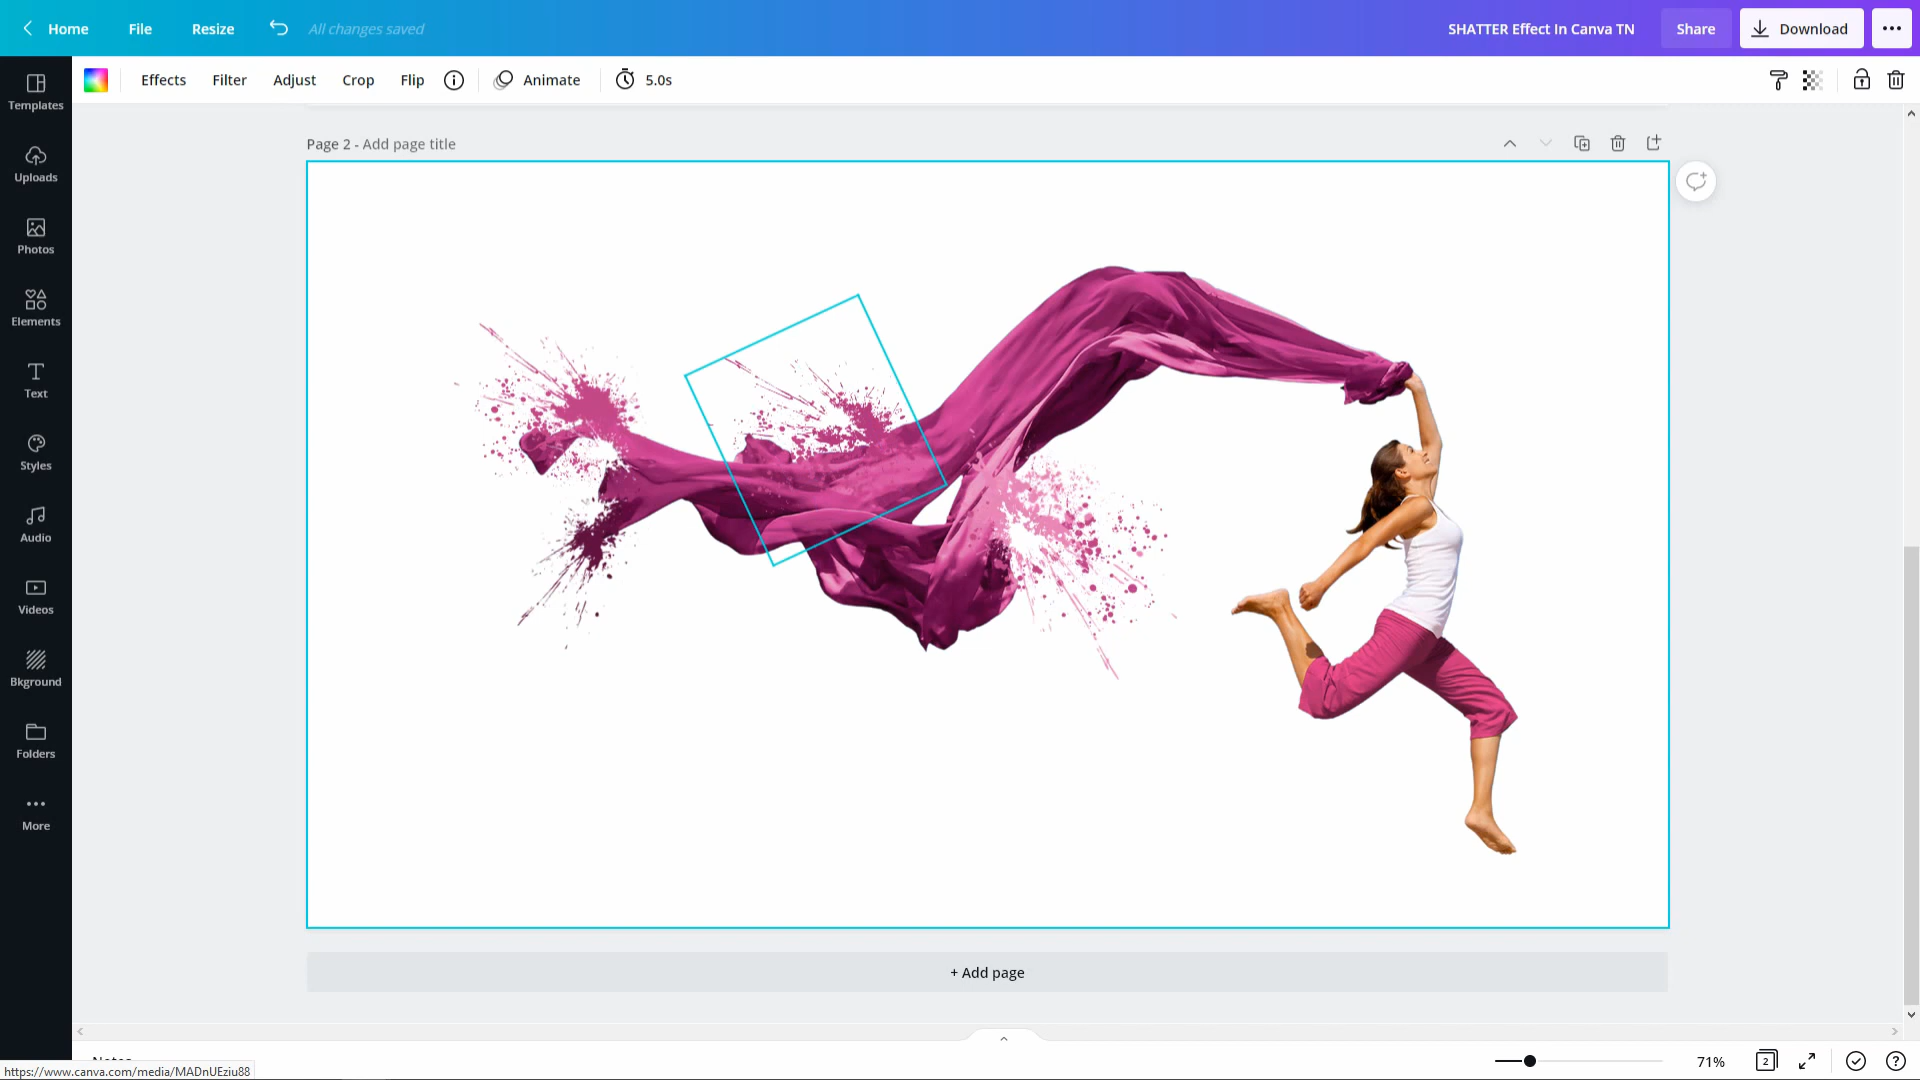 Home File Resize All changes saved SHATTER Effect In Canva TN Share Download
Effects Filter Adjust Crop Flip Animate 5.0s
Templates
Uploads
Photos
Elements
Text
Styles
Audio
Videos
Bkground
Folders
More
Page 2 - Add page title
+ Add page
Notes
71% 2
https://www.canva.com/media/MADnUEziu88